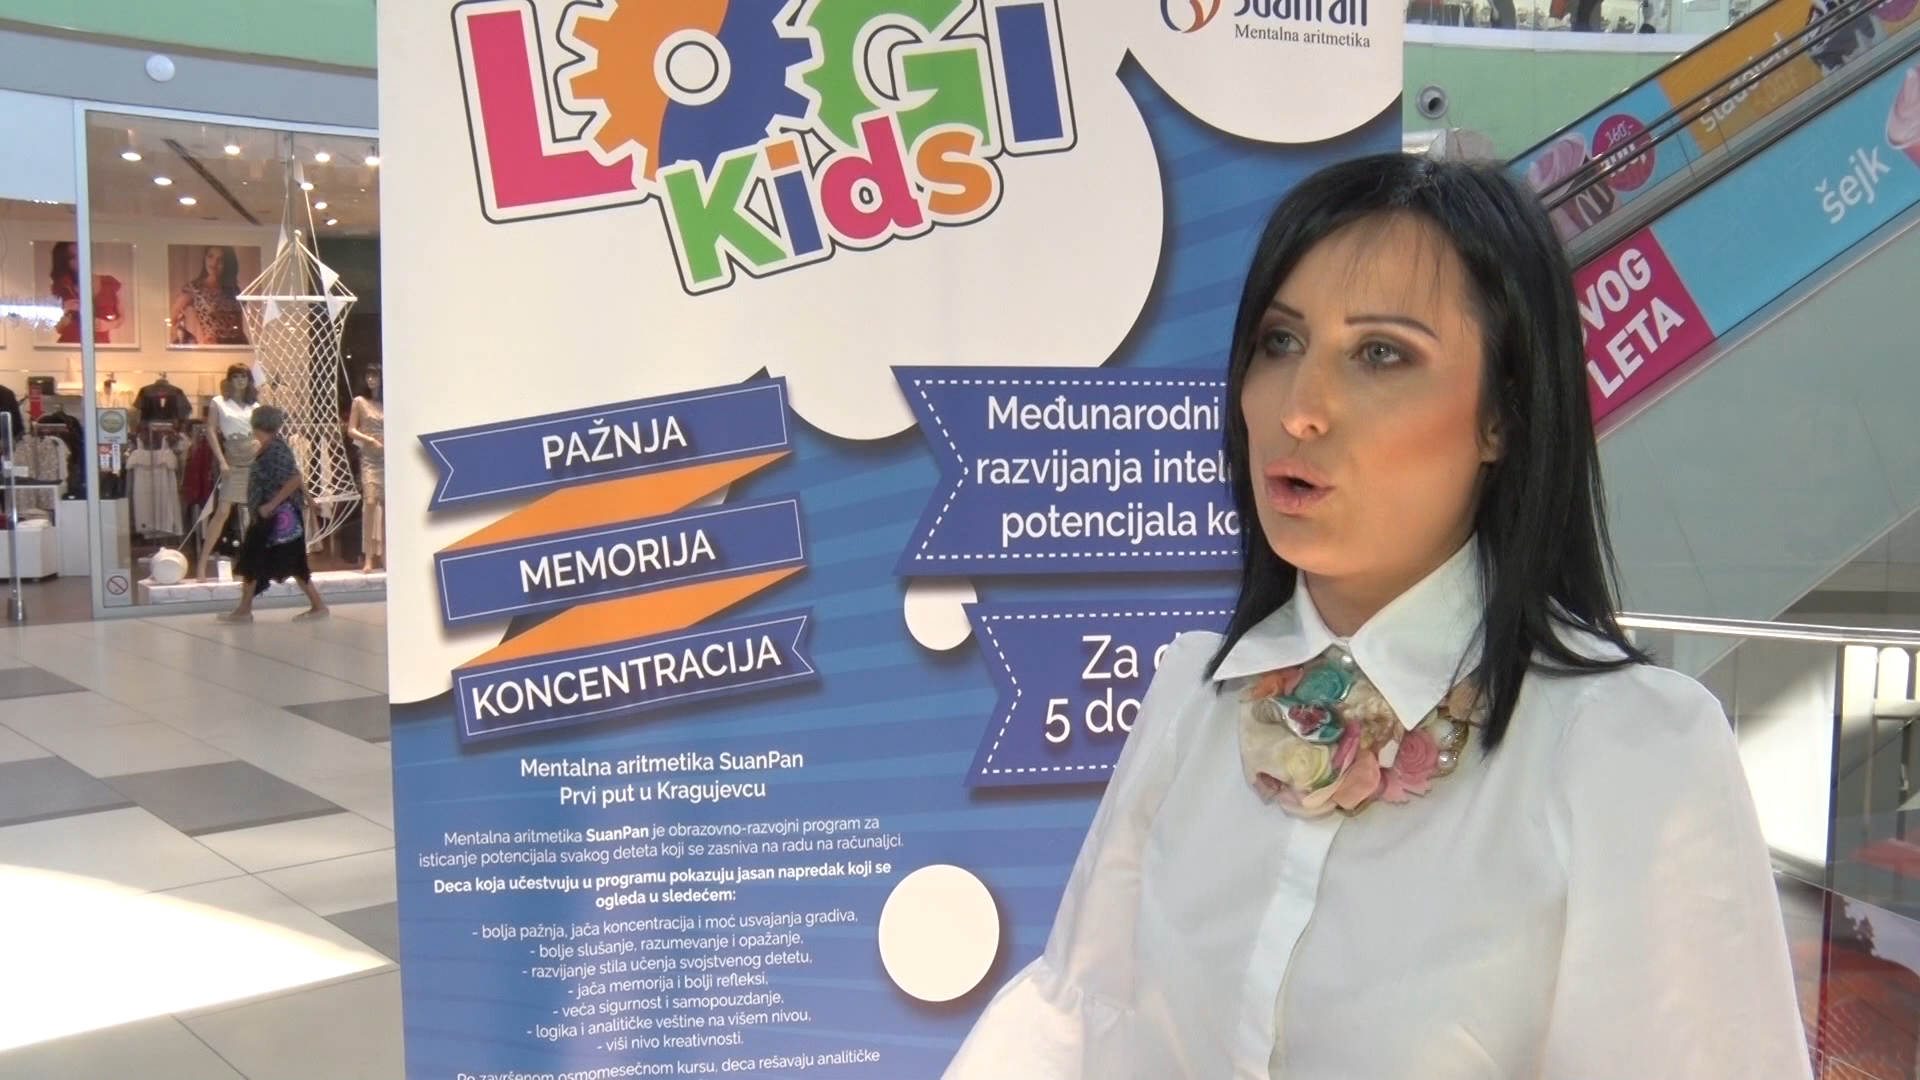 LOGI
Kids
SuanPan
Mentalna aritmetika
PAŽNJA
MEMORIJA
KONCENTRACIJA
Međunarodni
razvijanja
potencijala
Za
5
Mentalna aritmetika SuanPan
Prvi put u Kragujevcu
Mentalna aritmetika SuanPan je obrazovno-razvojni program za
isticanje potencijala svakog deteta koji se zasniva na radu na računaljci.
Deca koja učestvuju u programu pokazuju jasan napredak koji se
ogleda u sledećem:
- bolja pažnja, jača koncentracija i moć usvajanja gradiva,
- bolje slušanje, razumevanje i opažanje,
- razvijanje stila učenja svojstvenog detetu,
- jača memorija i bolji refleksi,
- veća sigurnost i samopouzdanje,
- logika i analitičke veštine na višem nivou,
- viši nivo kreativnosti.
Po završenom osmomesečnom kursu, deca rešavaju analitičke
šejk
LETA